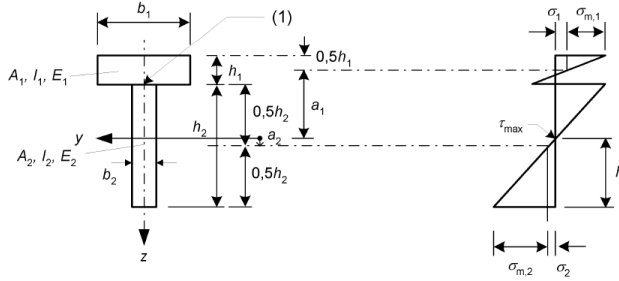 b₁
(1)
σ₁
σm,1
A₁, I₁, E₁
h₁
0,5h₁
h₂
0,5h₂
a₁
y
a₂
τmax
A₂, I₂, E₂
b₂
0,5h₂
h
z
σm,2
σ₂